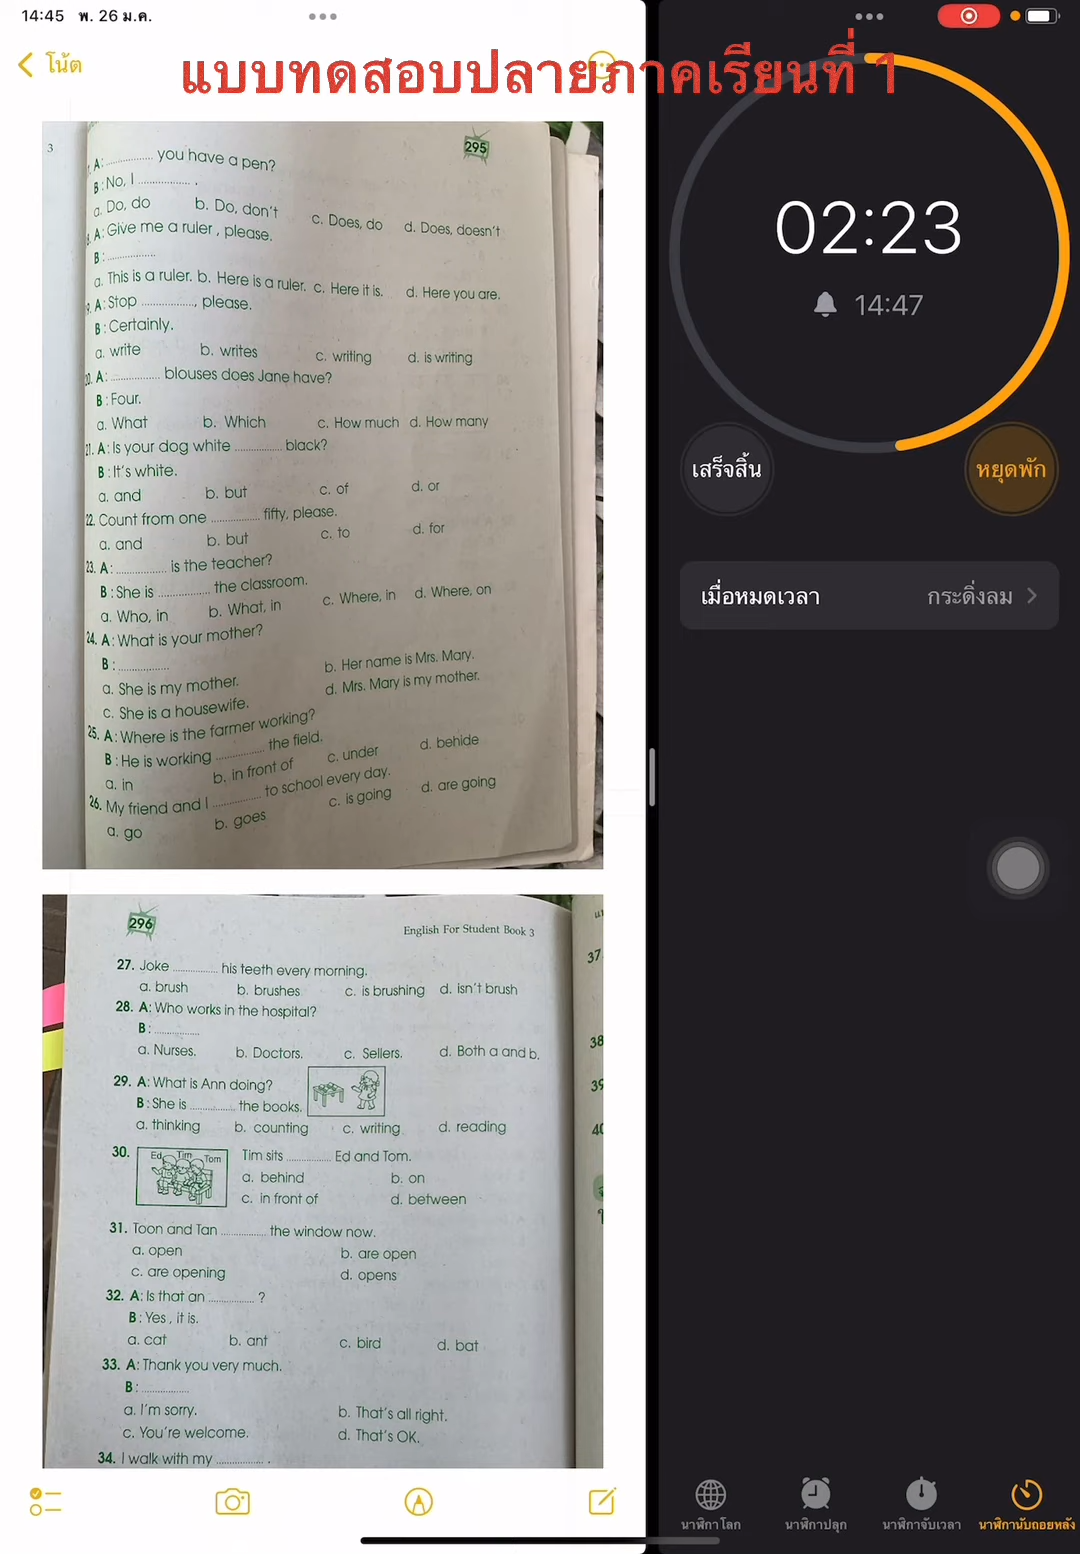 14:45 พ. 26 ม.ค.
โน้ต
แบบทดสอบปลายภาคเรียนที่ 1
3
295
A: .............. you have a pen?
B : No, I .............. .
a. Do, do b. Do, don't c. Does, do d. Does, doesn't
A: Give me a ruler , please.
B : ..............
a. This is a ruler. b. Here is a ruler. c. Here it is. d. Here you are.
9. A: Stop .............., please.
B : Certainly.
a. write b. writes c. writing d. is writing
20. A: .............. blouses does Jane have?
B : Four.
a. What b. Which c. How much d. How many
21. A: Is your dog white .............. black?
B : It's white.
a. and b. but c. of d. or
22. Count from one .............. fifty, please.
a. and b. but c. to d. for
23. A: .............. is the teacher?
B : She is .............. the classroom.
a. Who, in b. What, in c. Where, in d. Where, on
24. A: What is your mother?
B : ..............
a. She is my mother. b. Her name is Mrs. Mary.
c. She is a housewife. d. Mrs. Mary is my mother.
25. A: Where is the farmer working?
B : He is working .............. the field.
a. in b. in front of c. under d. behide
26. My friend and I .............. to school every day.
a. go b. goes c. is going d. are going
296
English For Student Book 3
27. Joke .............. his teeth every morning.
a. brush b. brushes c. is brushing d. isn't brush
28. A: Who works in the hospital?
B : ..............
a. Nurses. b. Doctors. c. Sellers. d. Both a and b.
29. A: What is Ann doing?
B : She is .............. the books.
a. thinking b. counting c. writing d. reading
30. Ed Tim Tom Tim sits .............. Ed and Tom.
a. behind b. on
c. in front of d. between
31. Toon and Tan .............. the window now.
a. open b. are open
c. are opening d. opens
32. A: Is that an .............. ?
B : Yes , it is.
a. cat b. ant c. bird d. bat
33. A: Thank you very much.
B : ..............
a. I'm sorry. b. That's all right.
c. You're welcome. d. That's OK.
34. I walk with my .............. .
37
38
39
40
02:23
14:47
เสร็จสิ้น
หยุดพัก
เมื่อหมดเวลา กระดิ่งลม
นาฬิกาโลก นาฬิกาปลุก นาฬิกาจับเวลา นาฬิกานับถอยหลัง